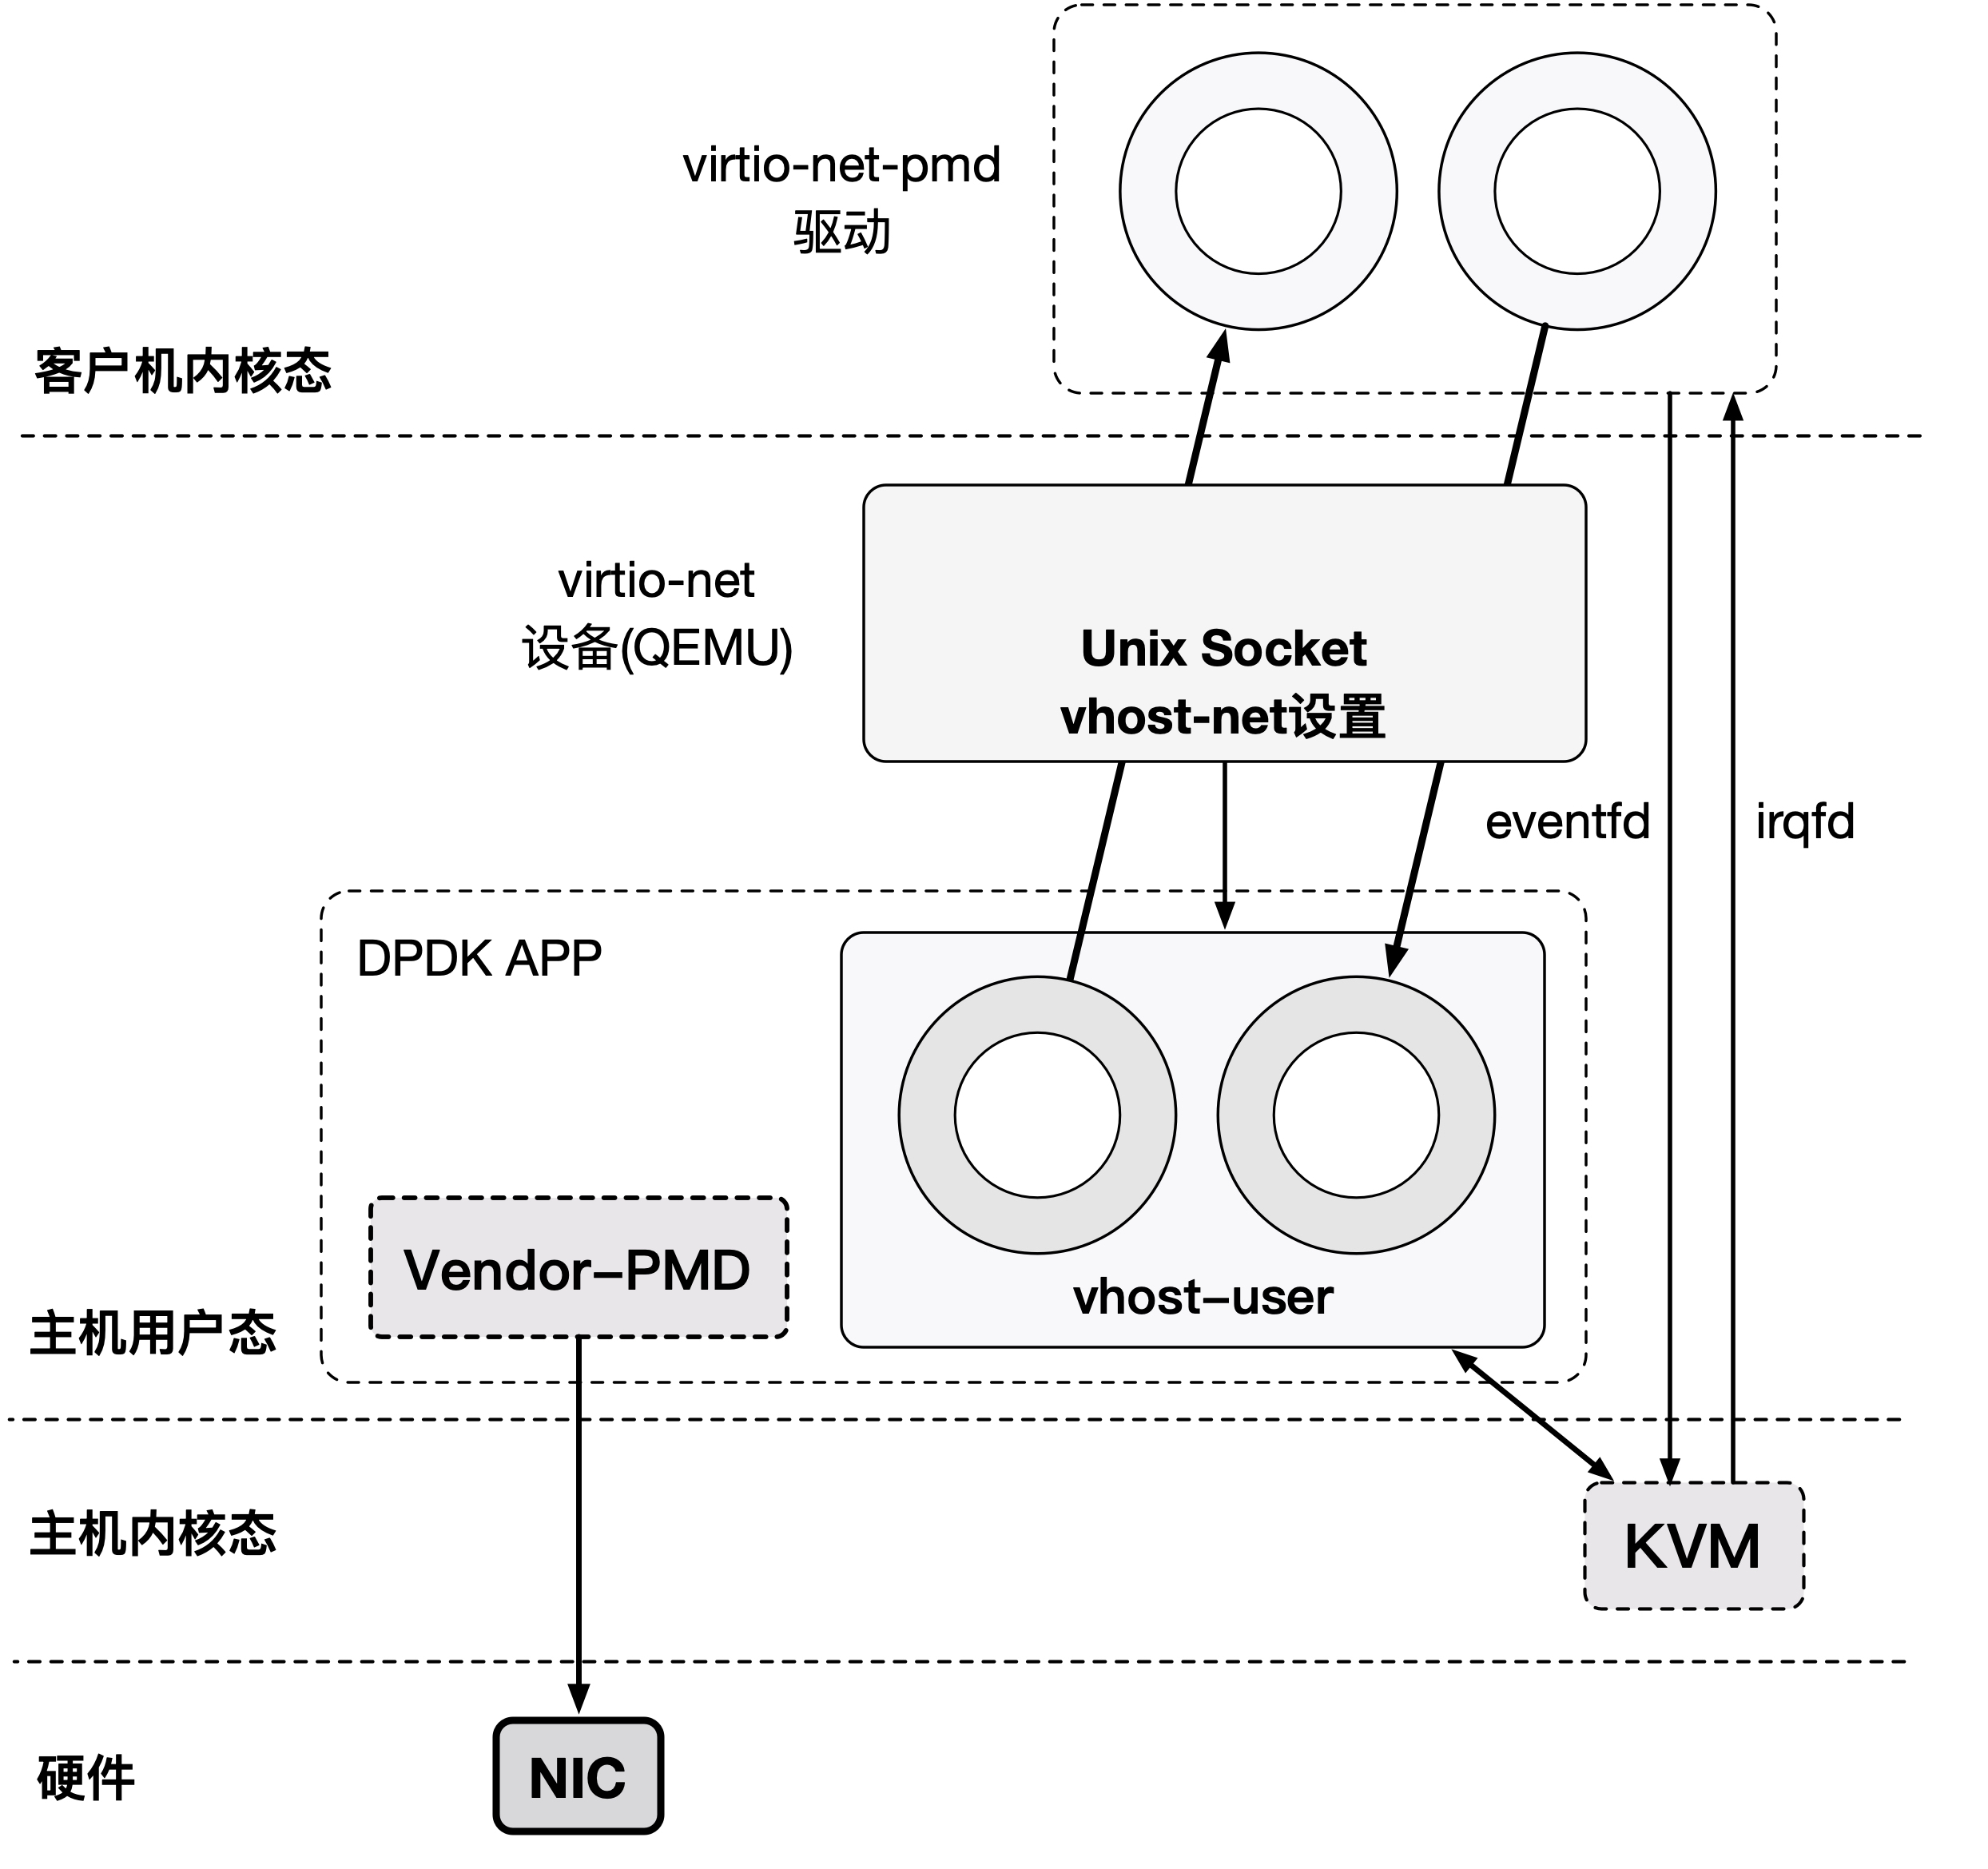 virtio-net-pmd
驱动
客户机内核态
virtio-net
设备(QEMU)
Unix Socket
vhost-net设置
eventfd
irqfd
DPDK APP
Vendor–PMD
vhost–user
主机用户态
主机内核态
KVM
硬件
NIC